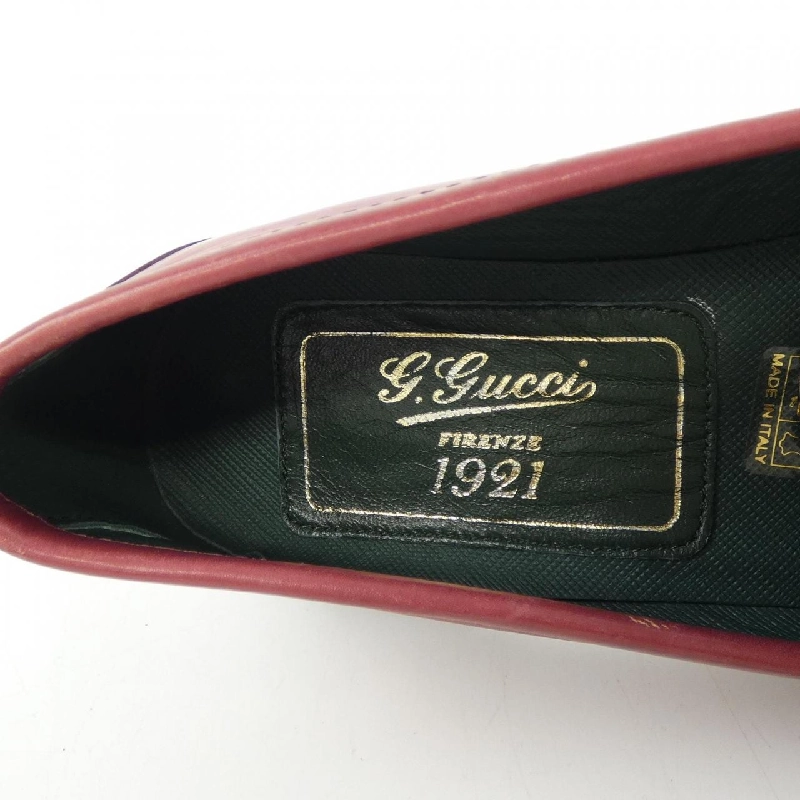 G. Gucci
FIRENZE
1921
MADE IN ITALY